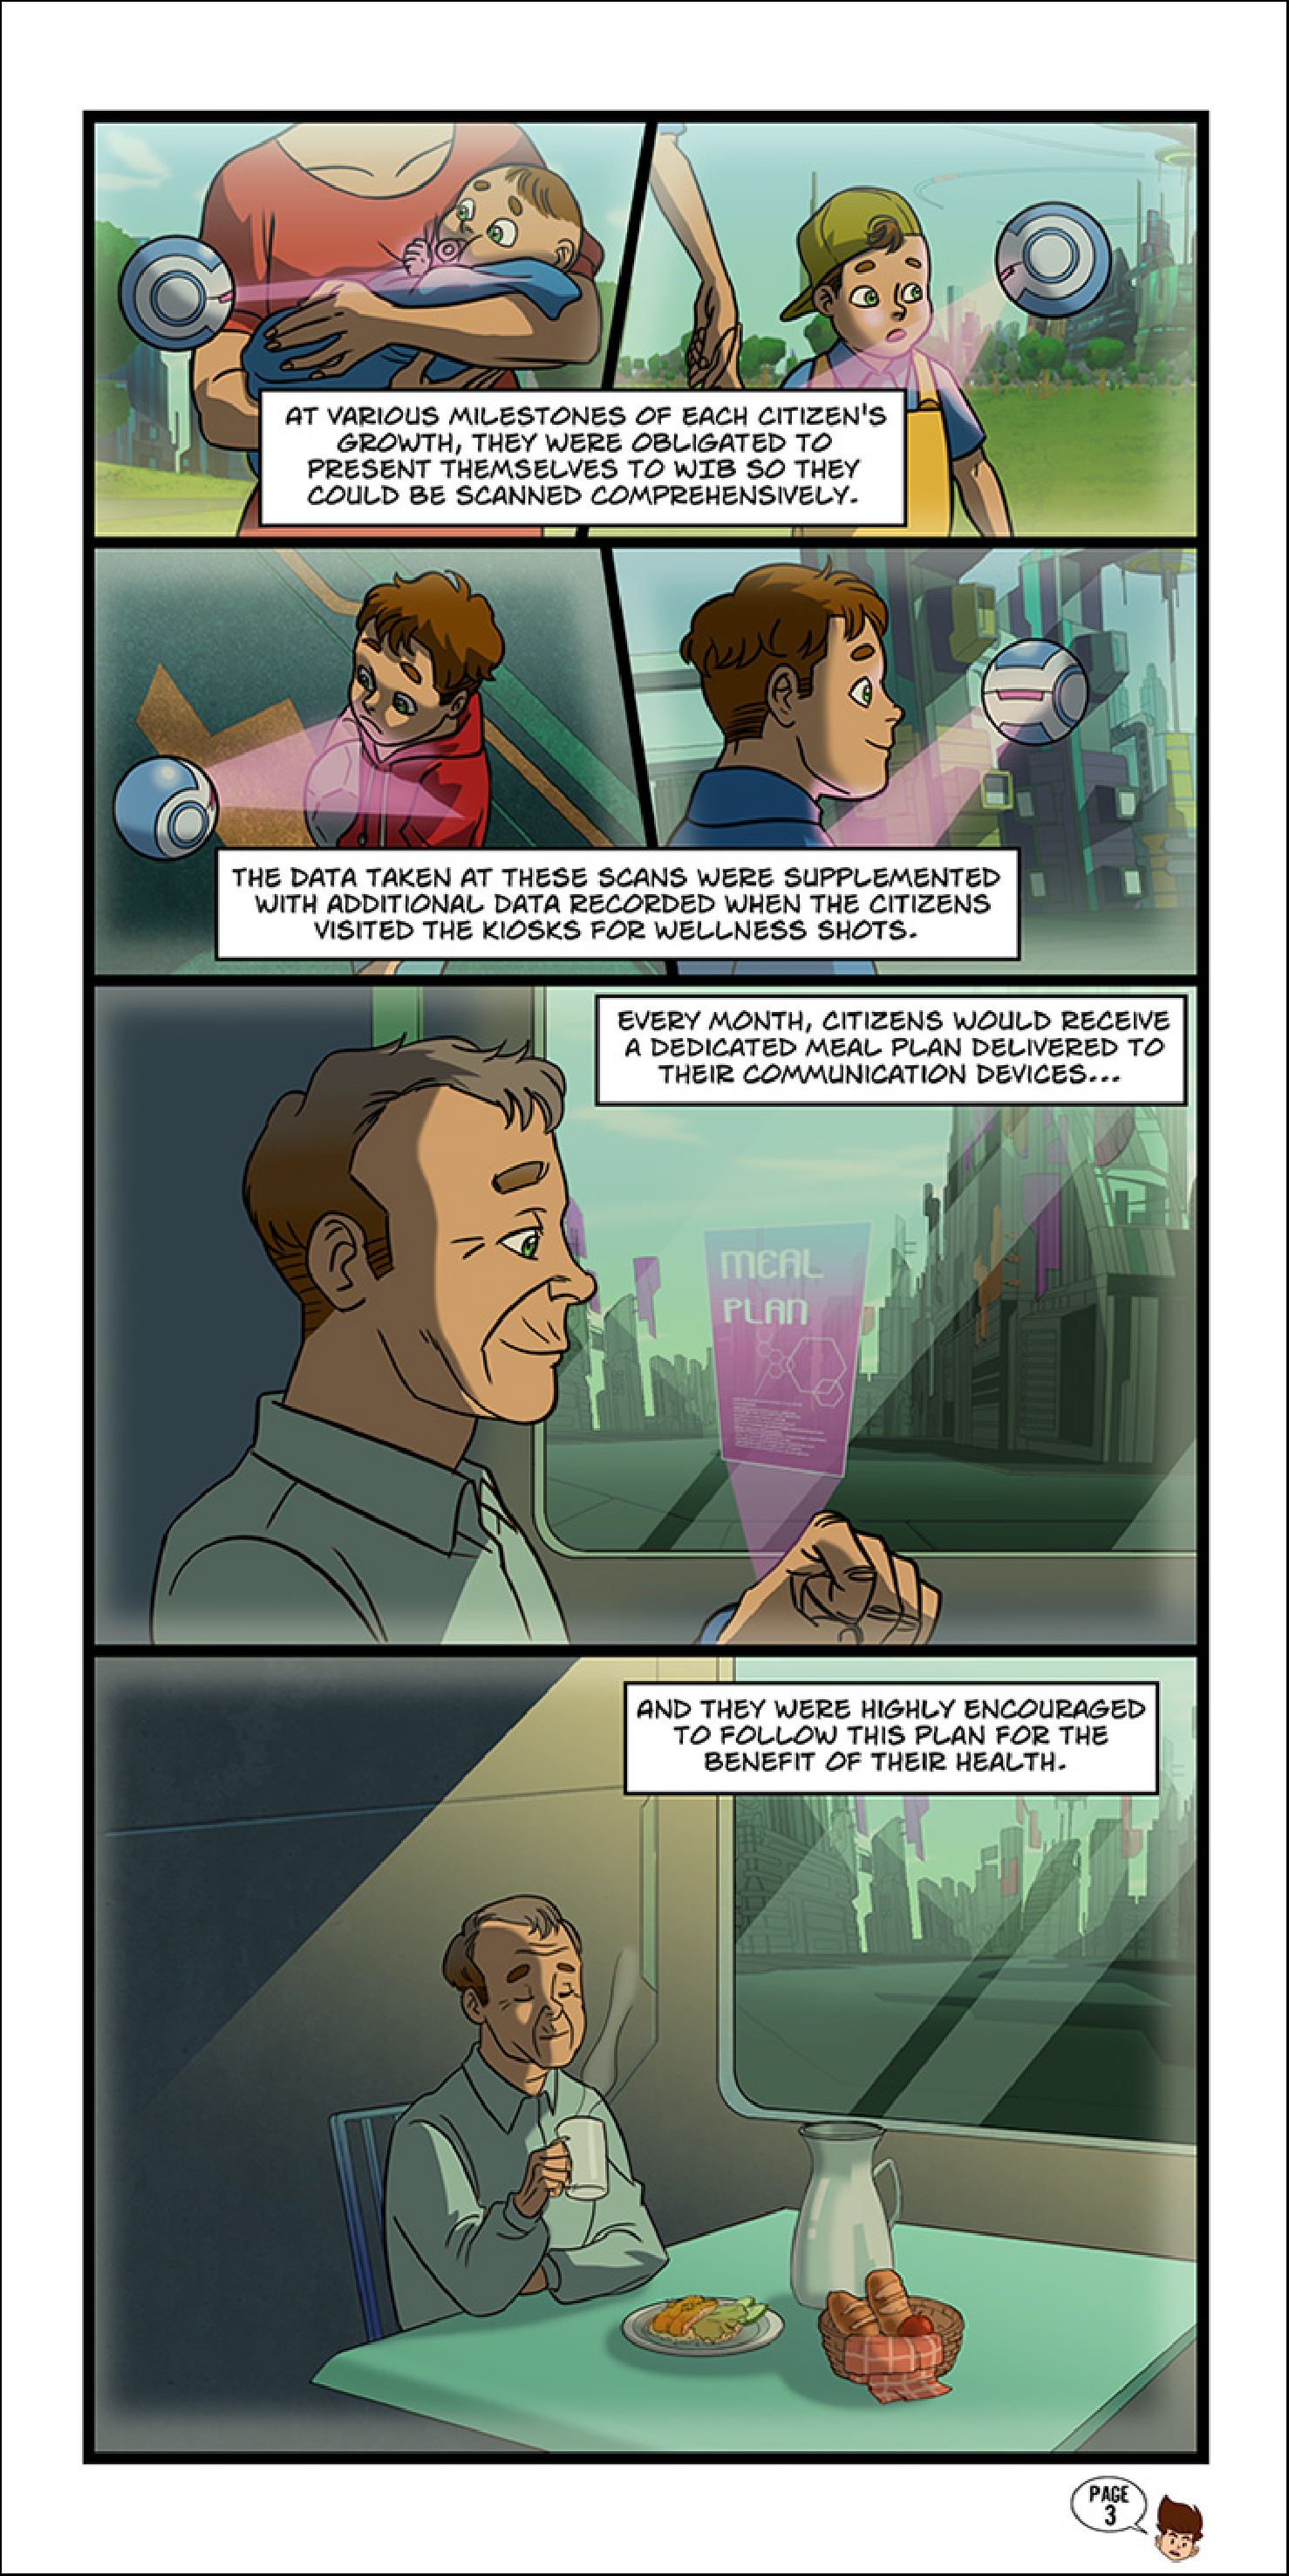 AT VARIOUS MILESTONES OF EACH CITIZEN'S
GROWTH, THEY WERE OBLIGATED TO
PRESENT THEMSELVES TO WIB SO THEY
COULD BE SCANNED COMPREHENSIVELY.
THE DATA TAKEN AT THESE SCANS WERE SUPPLEMENTED
WITH ADDITIONAL DATA RECORDED WHEN THE CITIZENS
VISITED THE KIOSKS FOR WELLNESS SHOTS.
EVERY MONTH, CITIZENS WOULD RECEIVE
A DEDICATED MEAL PLAN DELIVERED TO
THEIR COMMUNICATION DEVICES...
MEAL
PLAN
AND THEY WERE HIGHLY ENCOURAGED
TO FOLLOW THIS PLAN FOR THE
BENEFIT OF THEIR HEALTH.
PAGE
3